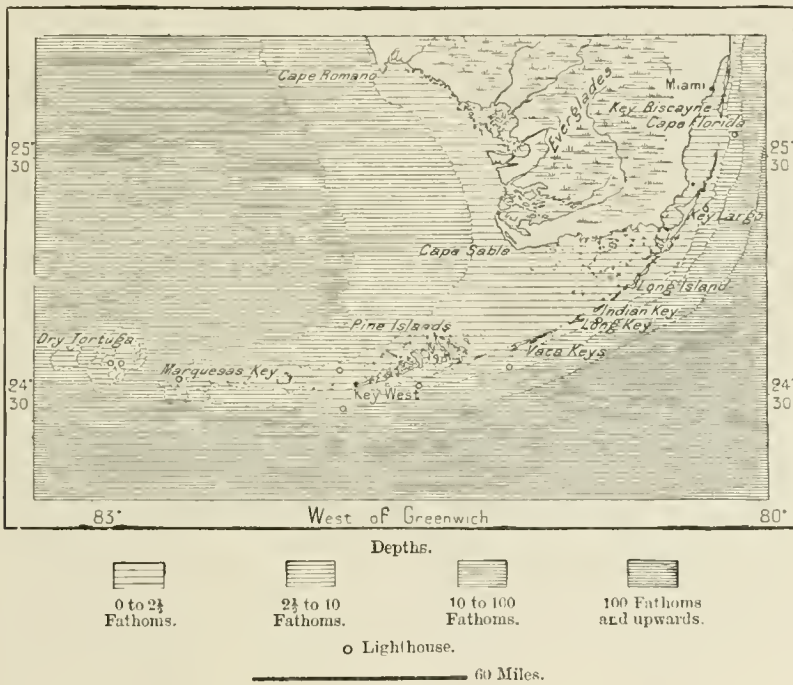 Cape Romano
Everglades
Miami
Key Biscayne
Cape Florida
25°
30
25°
30
Key Largo
Cape Sable
Long Island
Indian Key
Long Key
Pine Islands
Vaca Keys
Dry Tortuga
Marquesas Key
Key West
24°
30
24°
30
83°
West of Greenwich
80°
Depths.
0 to 2½
Fathoms.
2½ to 10
Fathoms.
10 to 100
Fathoms.
100 Fathoms
and upwards.
o Lighthouse.
60 Miles.